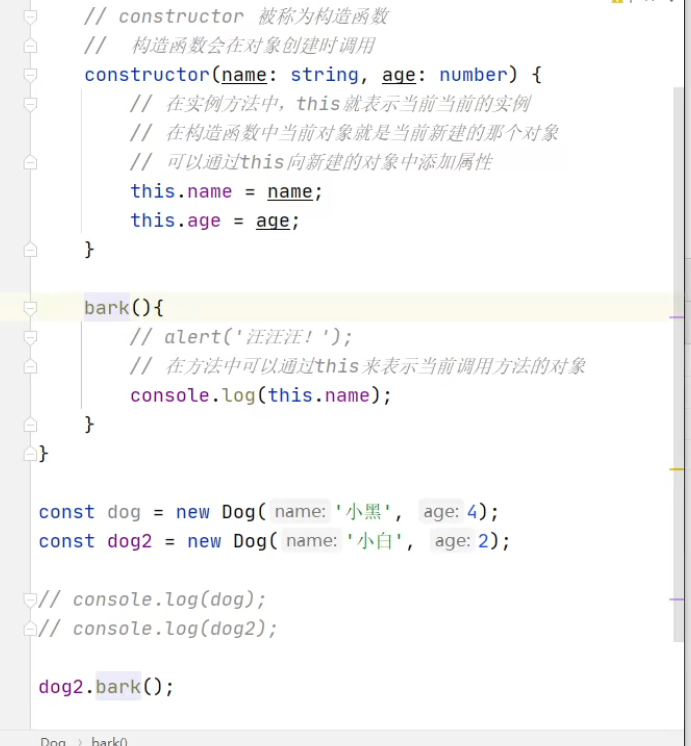 // constructor 被称为构造函数
//  构造函数会在对象创建时调用
constructor(name: string, age: number) {
// 在实例方法中，this就表示当前当前的实例
// 在构造函数中当前对象就是当前新建的那个对象
// 可以通过this向新建的对象中添加属性
this.name = name;
this.age = age;
}
bark(){
// alert('汪汪汪！');
// 在方法中可以通过this来表示当前调用方法的对象
console.log(this.name);
}
}
const dog = new Dog( name: '小黑', age: 4);
const dog2 = new Dog( name: '小白', age: 2);
// console.log(dog);
// console.log(dog2);
dog2.bark();
Dog > bark()